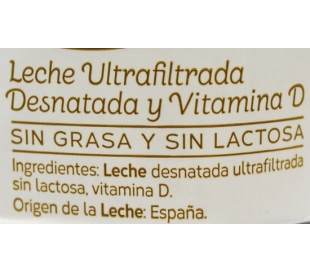 Leche Ultrafiltrada
Desnatada y Vitamina D
SIN GRASA Y SIN LACTOSA
Ingredientes: Leche desnatada ultrafiltrada
sin lactosa, vitamina D.
Origen de la Leche: España.